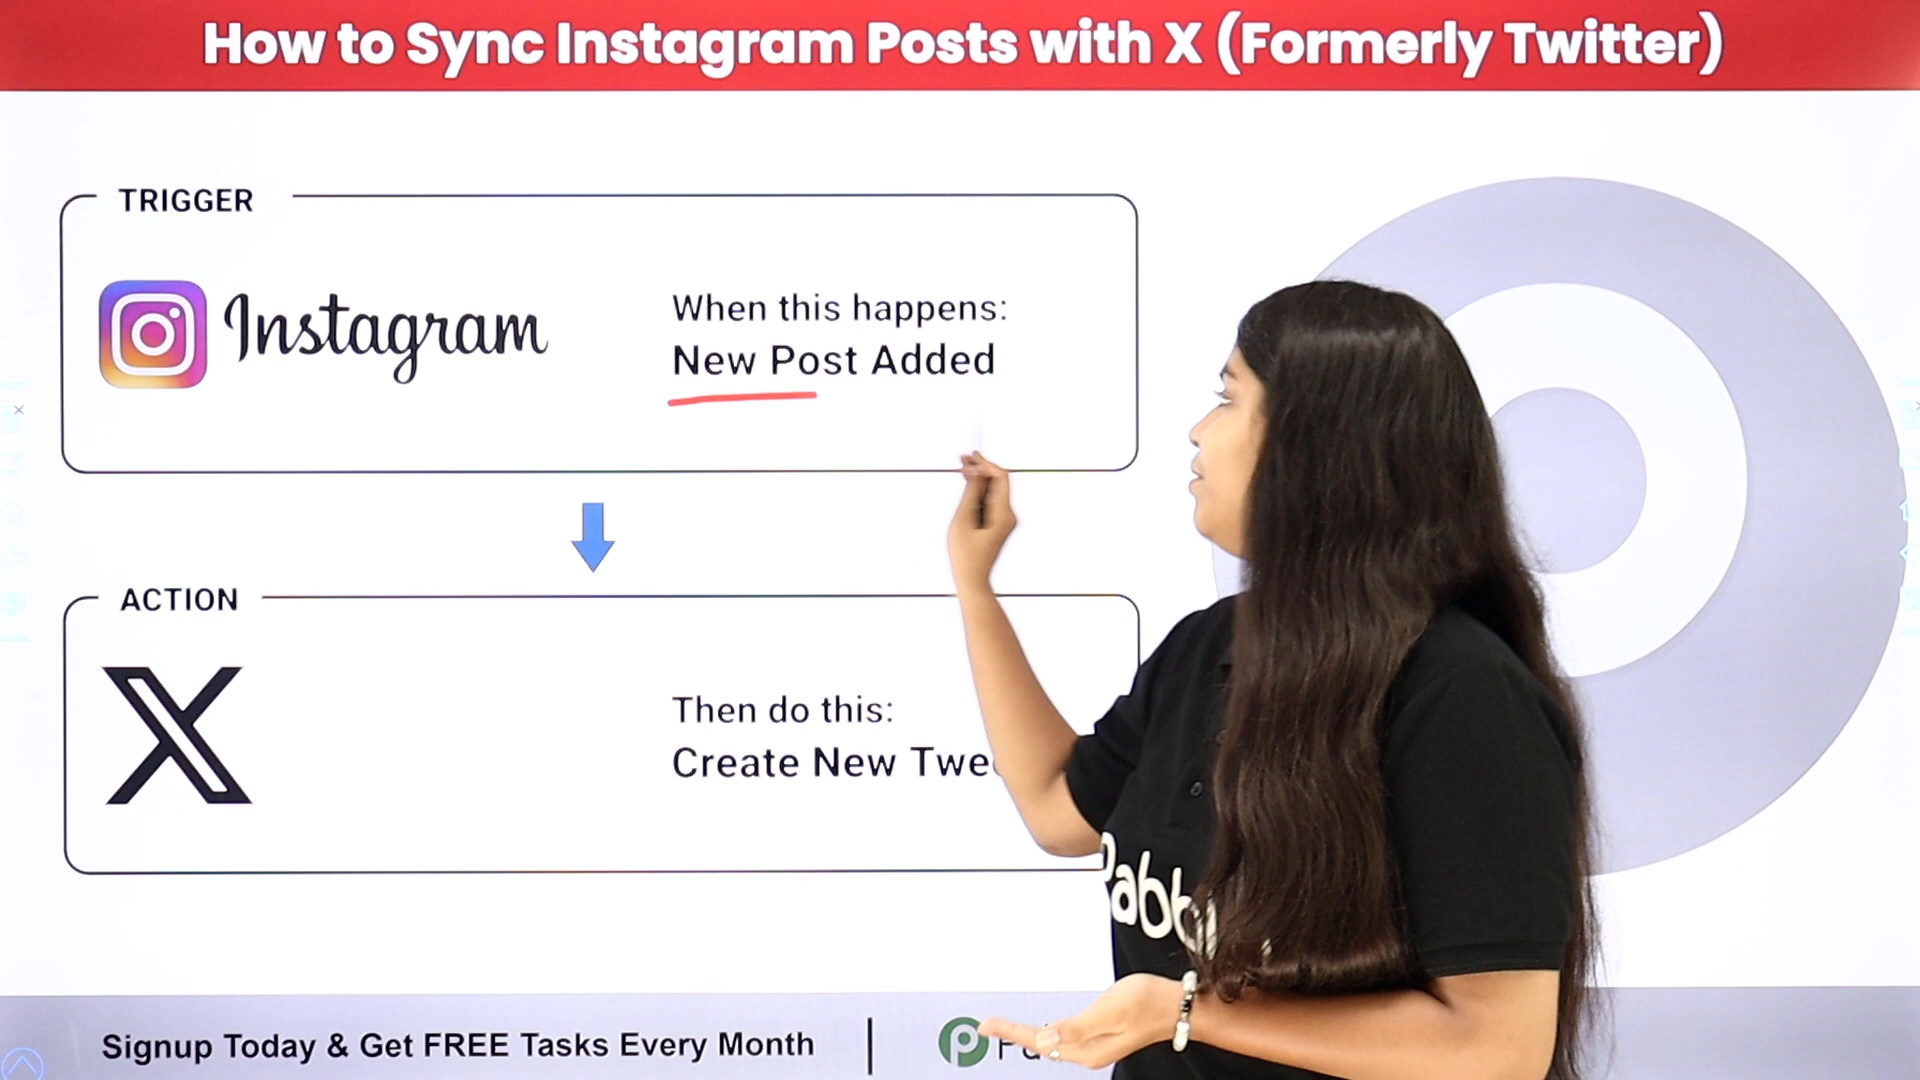 How to Sync Instagram Posts with X (Formerly Twitter)
TRIGGER
Instagram
When this happens:
New Post Added
ACTION
X
Then do this:
Create New
Signup Today & Get FREE Tasks Every Month